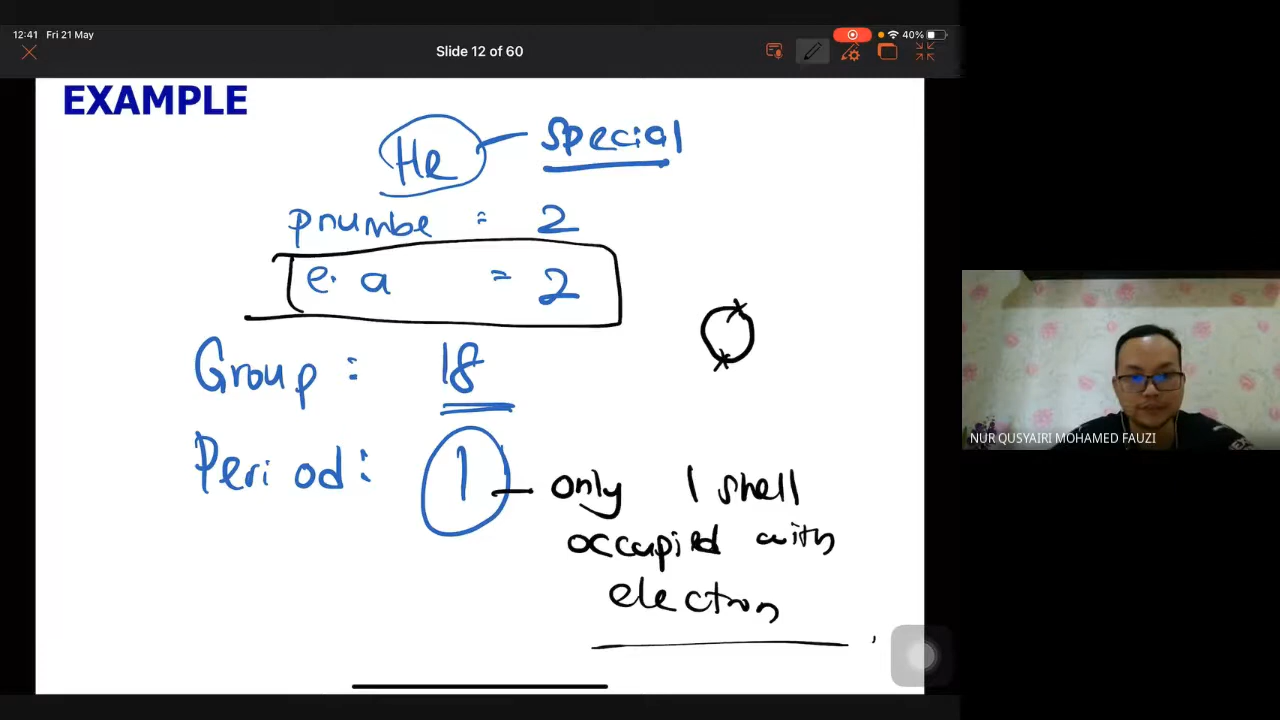 12:41 Fri 21 May
40%
Slide 12 of 60
EXAMPLE
He special
pnumbe = 2
e. a = 2
Group: 18
Period: 1 only 1 shell
occupied with
electron
NUR QUSYAIRI MOHAMED FAUZI